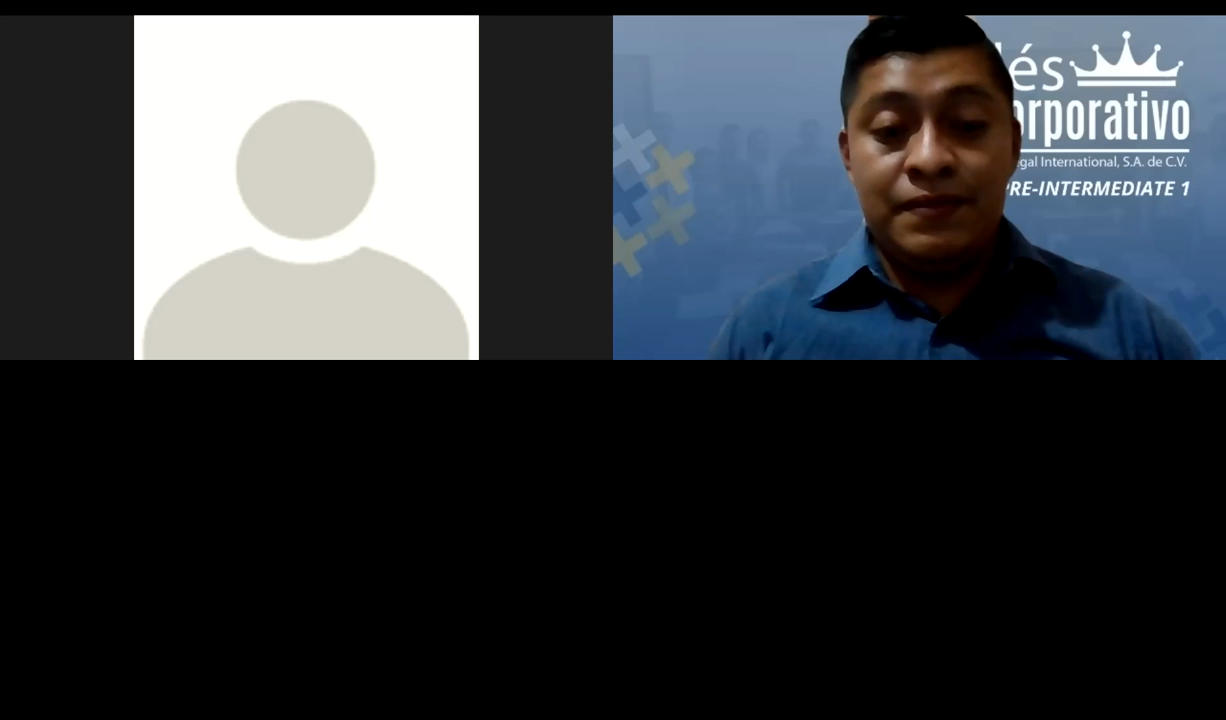 és
orporativo
egal International, S.A. de C.V.
RE-INTERMEDIATE 1